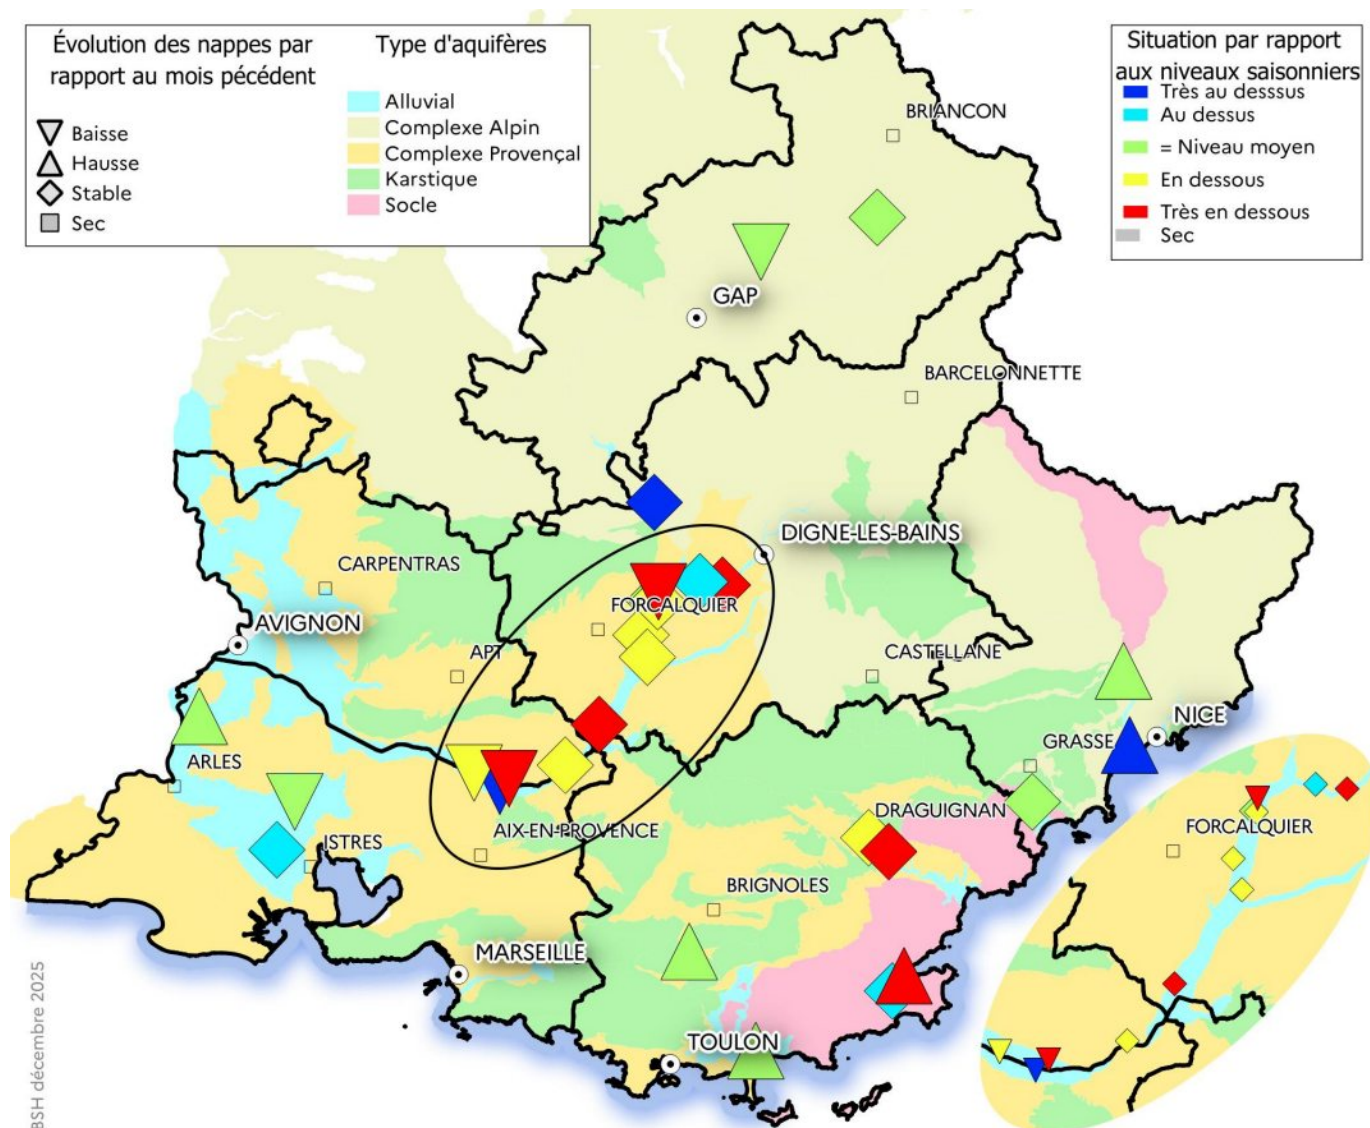 Évolution des nappes par
rapport au mois pécédent
Baisse
Hausse
Stable
Sec
Type d'aquifères
Alluvial
Complexe Alpin
Complexe Provençal
Karstique
Socle
Situation par rapport
aux niveaux saisonniers
Très au desssus
Au dessus
= Niveau moyen
En dessous
Très en dessous
Sec
BRIANCON
GAP
BARCELONNETTE
DIGNE-LES-BAINS
CARPENTRAS
FORCALQUIER
AVIGNON
APT
CASTELLANE
NICE
GRASSE
ARLES
DRAGUIGNAN
AIX-EN-PROVENCE
FORCALQUIER
ISTRES
BRIGNOLES
MARSEILLE
TOULON
BSH décembre 2025